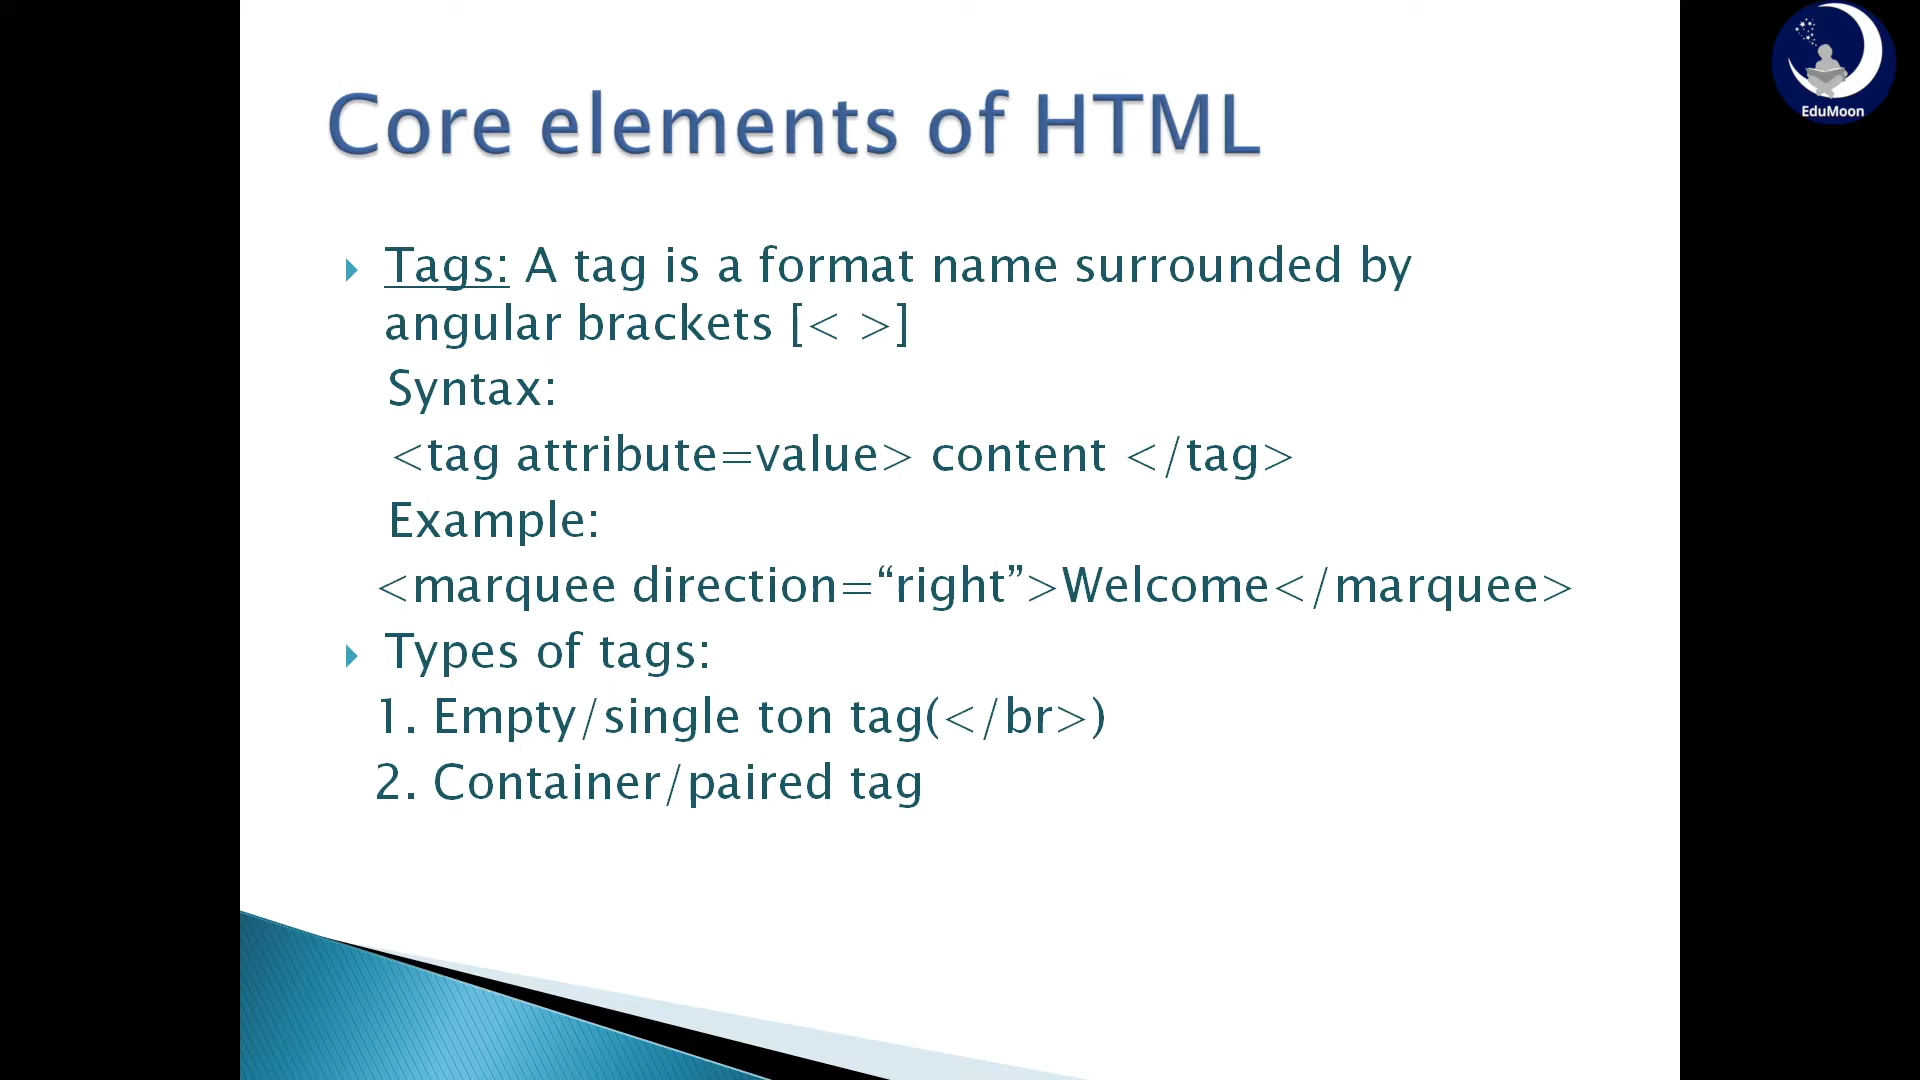 EduMoon
Core elements of HTML
Tags: A tag is a format name surrounded by
angular brackets [< >]
Syntax:
<tag attribute=value> content </tag>
Example:
<marquee direction=“right”>Welcome</marquee>
Types of tags:
1. Empty/single ton tag(</br>)
2. Container/paired tag